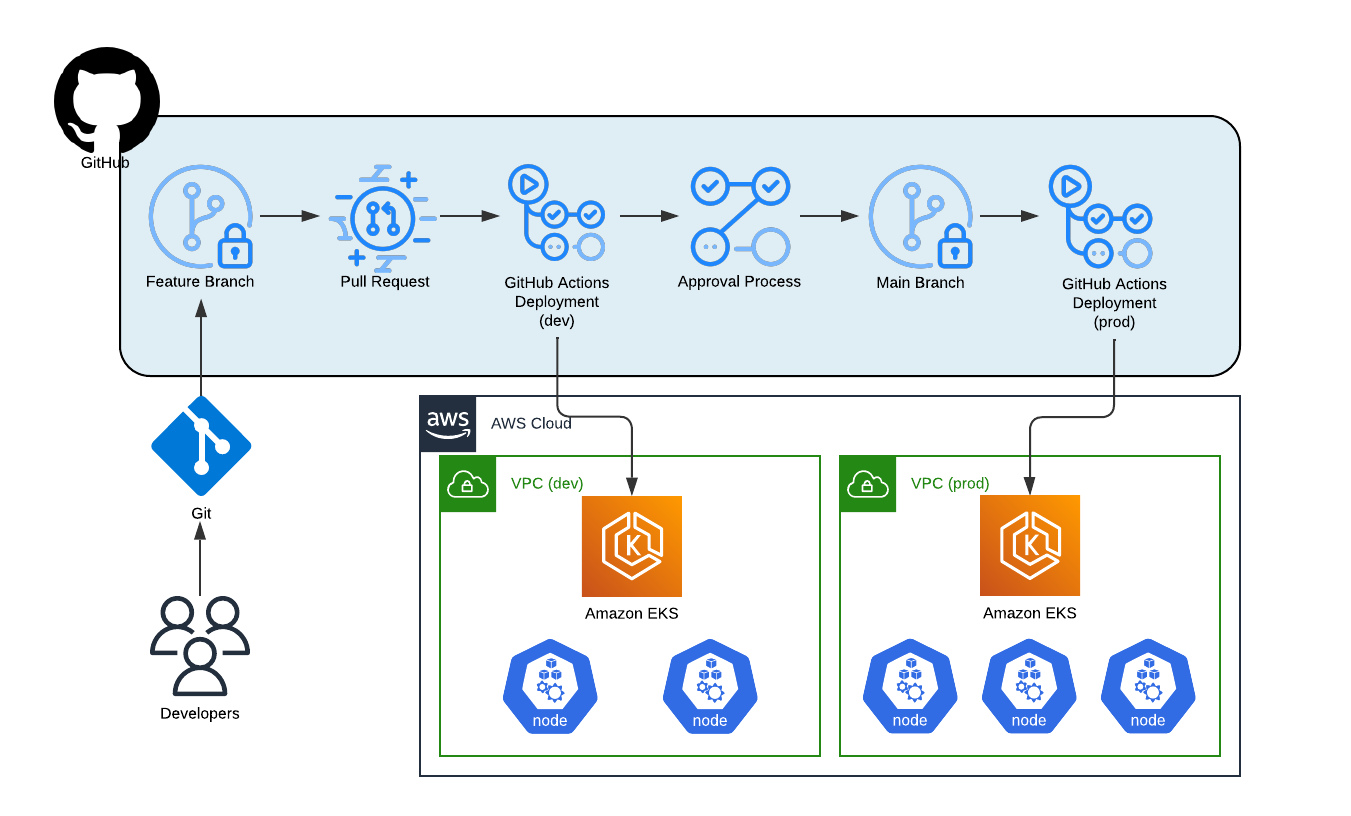 GitHub
Feature Branch
Pull Request
GitHub Actions
Deployment
(dev)
Approval Process
Main Branch
GitHub Actions
Deployment
(prod)
Git
Developers
aws
AWS Cloud
VPC (dev)
Amazon EKS
node
node
VPC (prod)
Amazon EKS
node
node
node
K
K